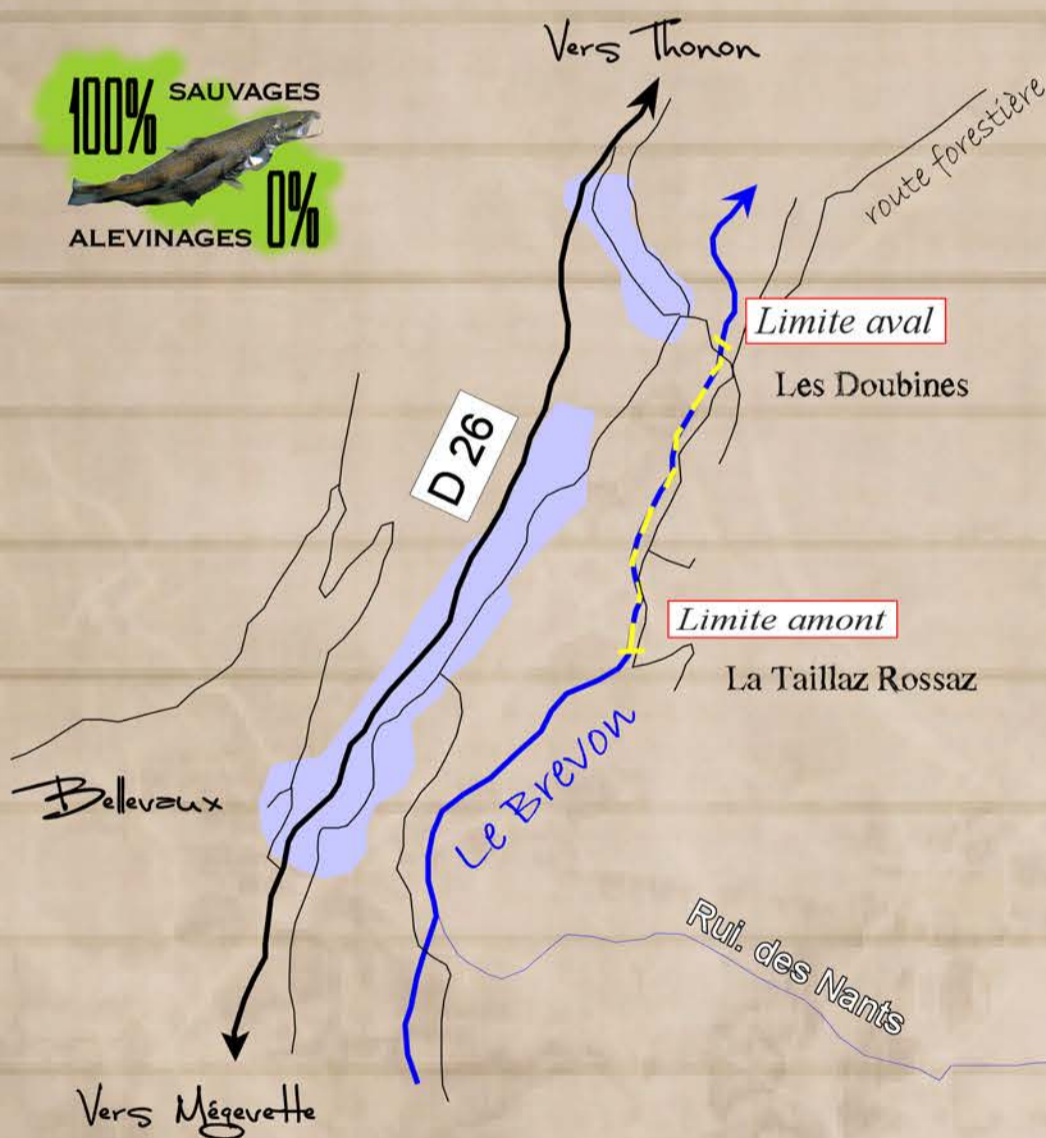 Vers Thonon
100% SAUVAGES
0%
ALEVINAGES
route forestière
Limite aval
Les Doubines
D 26
Limite amont
La Taillaz Rossaz
Bellevaux
Le Brevon
Rui. des Nants
Vers Mégevette